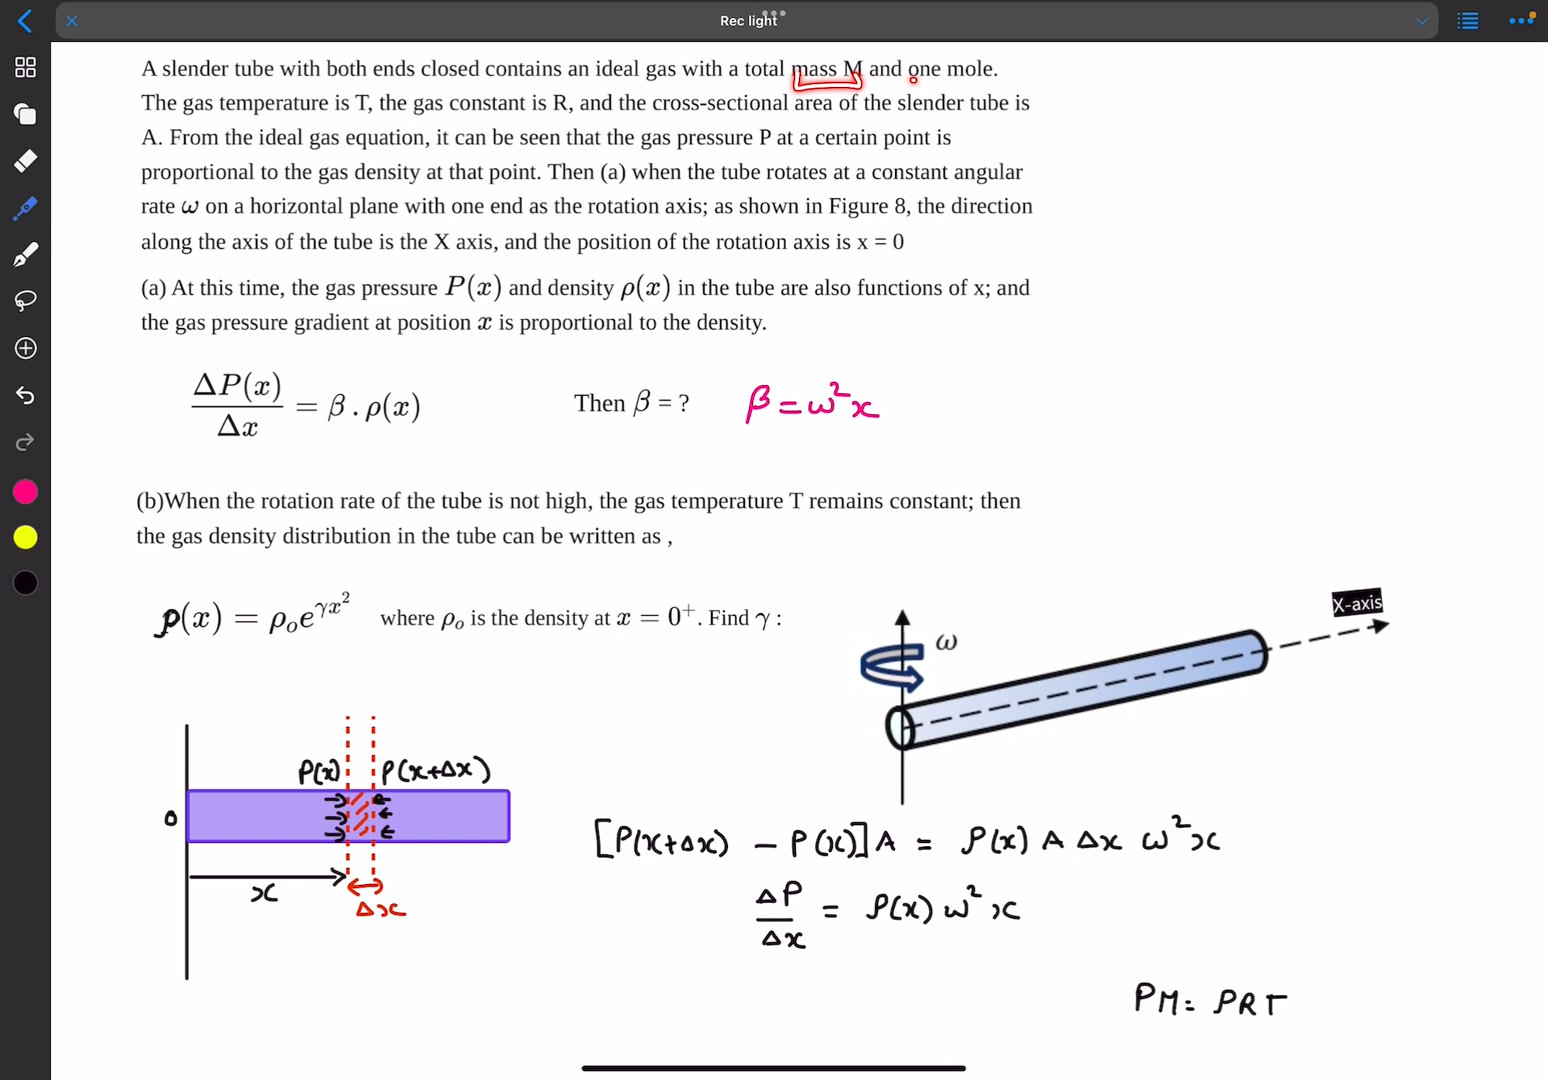 Rec light
A slender tube with both ends closed contains an ideal gas with a total mass M and one mole.
The gas temperature is T, the gas constant is R, and the cross-sectional area of the slender tube is
A. From the ideal gas equation, it can be seen that the gas pressure P at a certain point is
proportional to the gas density at that point. Then (a) when the tube rotates at a constant angular
rate ω on a horizontal plane with one end as the rotation axis; as shown in Figure 8, the direction
along the axis of the tube is the X axis, and the position of the rotation axis is x = 0
(a) At this time, the gas pressure P(x) and density ρ(x) in the tube are also functions of x; and
the gas pressure gradient at position x is proportional to the density.
ΔP(x)/Δx = β . ρ(x) Then β = ? β = ω²x
(b)When the rotation rate of the tube is not high, the gas temperature T remains constant; then
the gas density distribution in the tube can be written as ,
ρ(x) = ρₒe^{γx²} where ρₒ is the density at x = 0⁺. Find γ :
X-axis
ω
P(x) P(x+Δx)
0
x
Δx
[P(x+Δx) – P(x)]A = ρ(x) A Δx ω²x
ΔP/Δx = ρ(x) ω² x
PM = ρRT